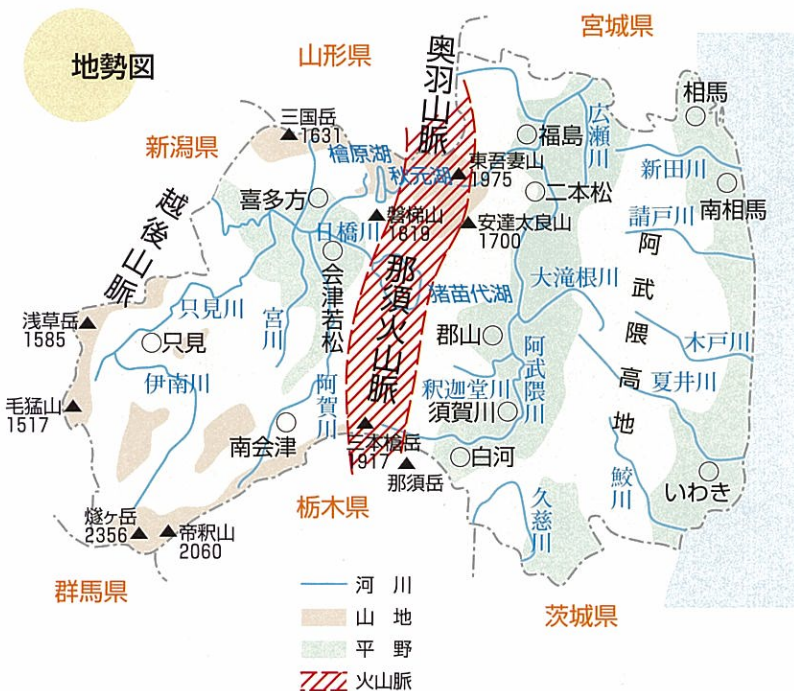 地勢図
宮城県
山形県
奥羽山脈
相馬
三国岳
1631
広瀬川
福島
新潟県
檜原湖
秋元湖
東吾妻山
1975
新田川
喜多方
二本松
南相馬
越後山脈
磐梯山
1819
安達太良山
1700
請戸川
日橋川
会津若松
那須火山脈
猪苗代湖
大滝根川
阿武隈高地
只見川
宮川
浅草岳
1585
只見
郡山
阿武隈川
木戸川
伊南川
阿賀川
釈迦堂川
夏井川
毛猛山
1517
須賀川
南会津
三本槍岳
1917
白河
鮫川
いわき
那須岳
栃木県
久慈川
燧ヶ岳
2356
帝釈山
2060
群馬県
茨城県
河川
山地
平野
火山脈